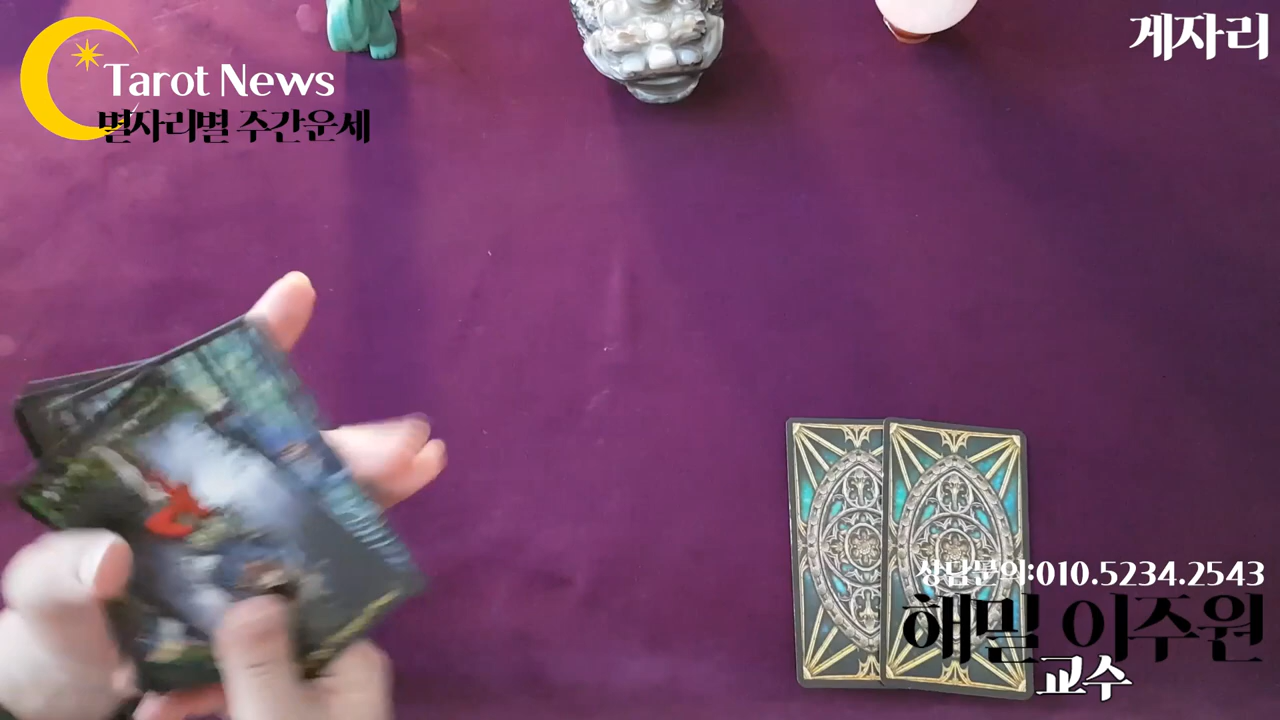 게자리
Tarot News
별자리별 주간운세
상담문의:010.5234.2543
해밀 이주원
교수